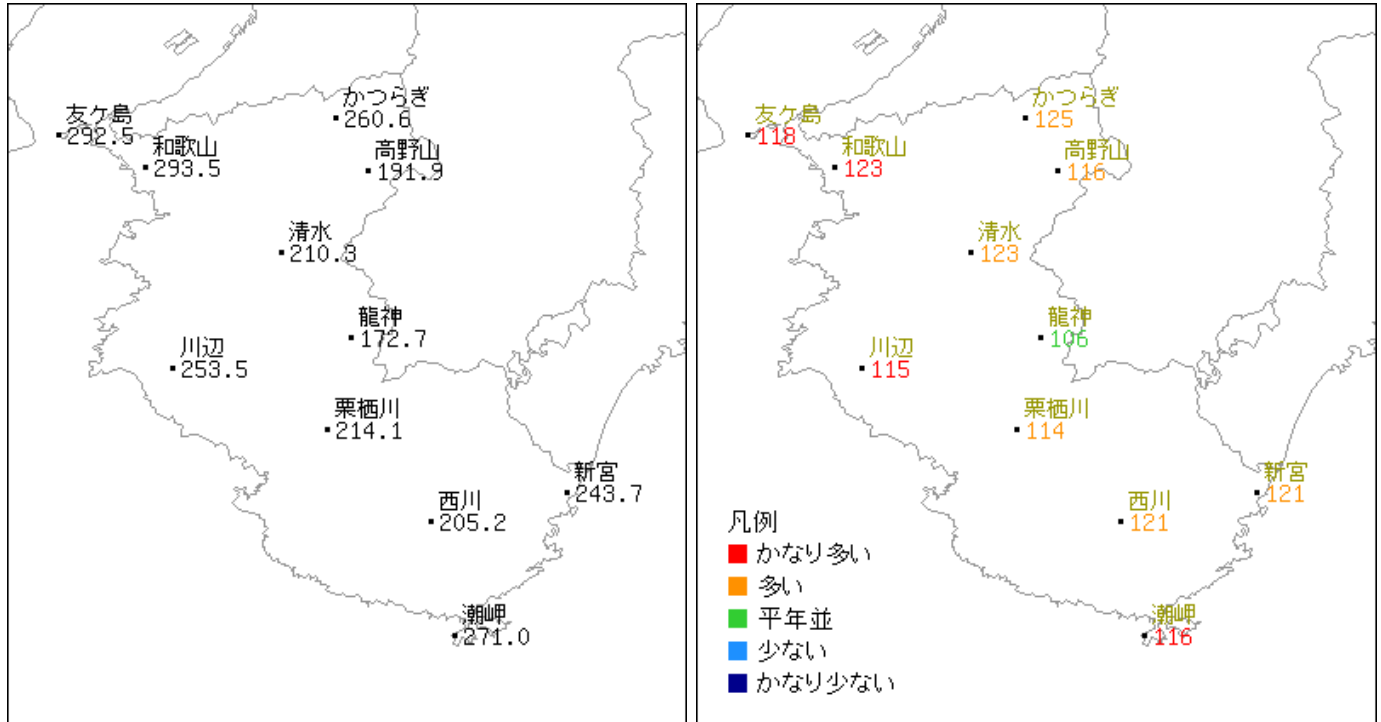 かつらぎ
260.6
友ケ島
292.5
和歌山
293.5
高野山
191.9
清水
210.3
龍神
172.7
川辺
253.5
栗栖川
214.1
新宮
243.7
西川
205.2
潮岬
271.0
かつらぎ
125
友ケ島
118
和歌山
123
高野山
116
清水
123
龍神
106
川辺
115
栗栖川
114
新宮
121
西川
121
潮岬
116
凡例
かなり多い
多い
平年並
少ない
かなり少ない